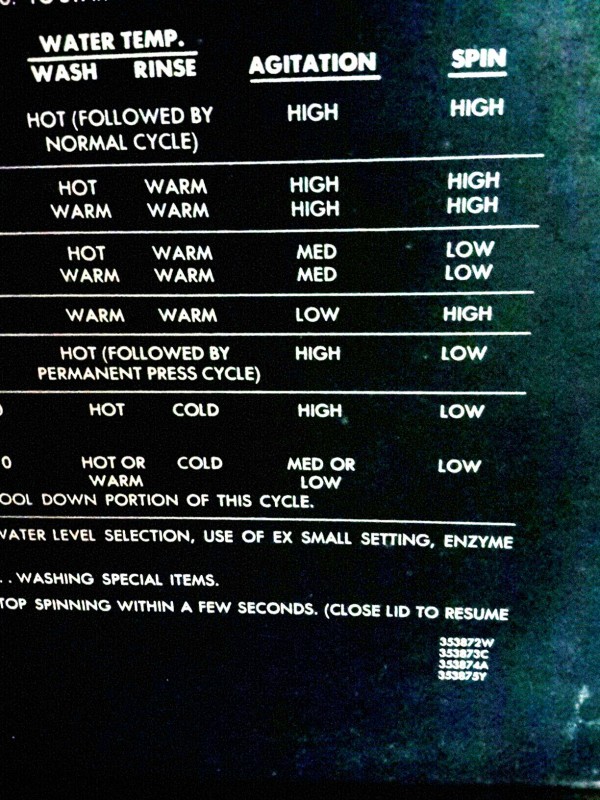 WATER TEMP.
WASH RINSE AGITATION SPIN
HOT (FOLLOWED BY HIGH HIGH
NORMAL CYCLE)
HOT WARM HIGH HIGH
WARM WARM HIGH HIGH
HOT WARM MED LOW
WARM WARM MED LOW
WARM WARM LOW HIGH
HOT (FOLLOWED BY HIGH LOW
PERMANENT PRESS CYCLE)
HOT COLD HIGH LOW
0 HOT OR COLD MED OR LOW
WARM LOW
OOL DOWN PORTION OF THIS CYCLE.
WATER LEVEL SELECTION, USE OF EX SMALL SETTING, ENZYME
. . WASHING SPECIAL ITEMS.
TOP SPINNING WITHIN A FEW SECONDS. (CLOSE LID TO RESUME
353872W
353873C
353874A
353875Y